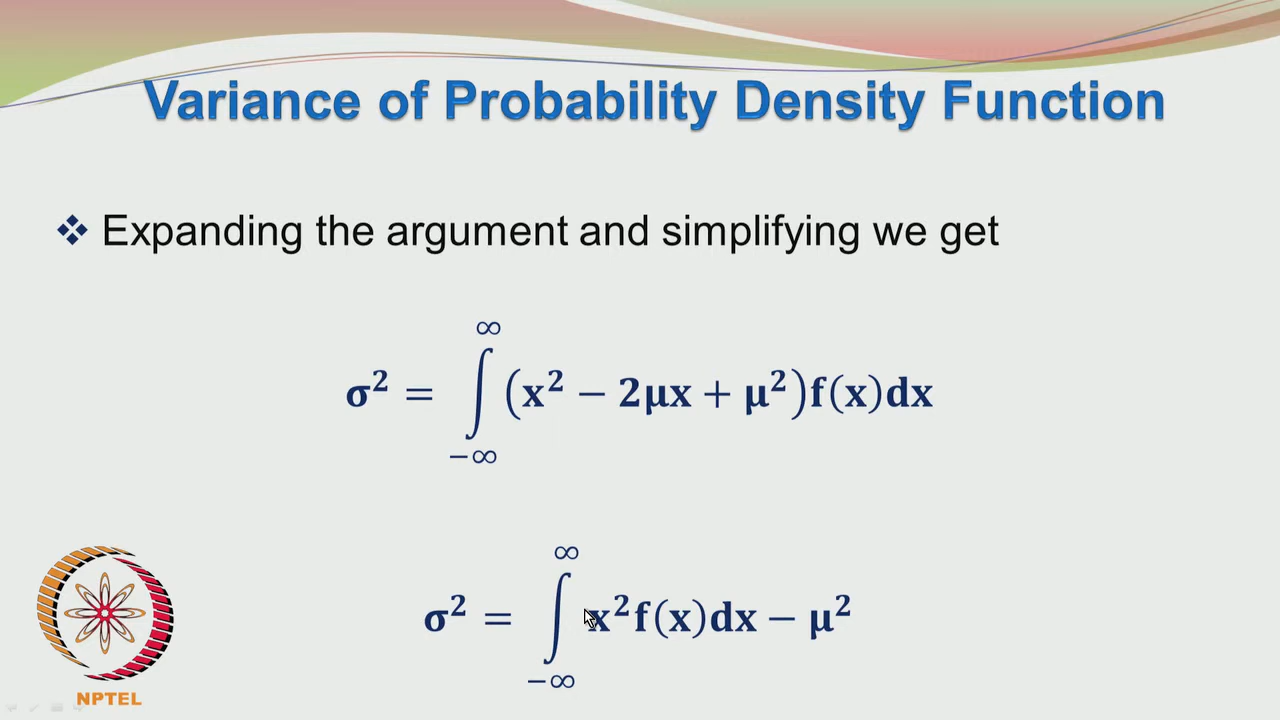 Variance of Probability Density Function
❖ Expanding the argument and simplifying we get
σ² = ∫_{−∞}^{∞} (x² − 2μx + μ²)f(x)dx
σ² = ∫_{−∞}^{∞} x²f(x)dx − μ²
NPTEL